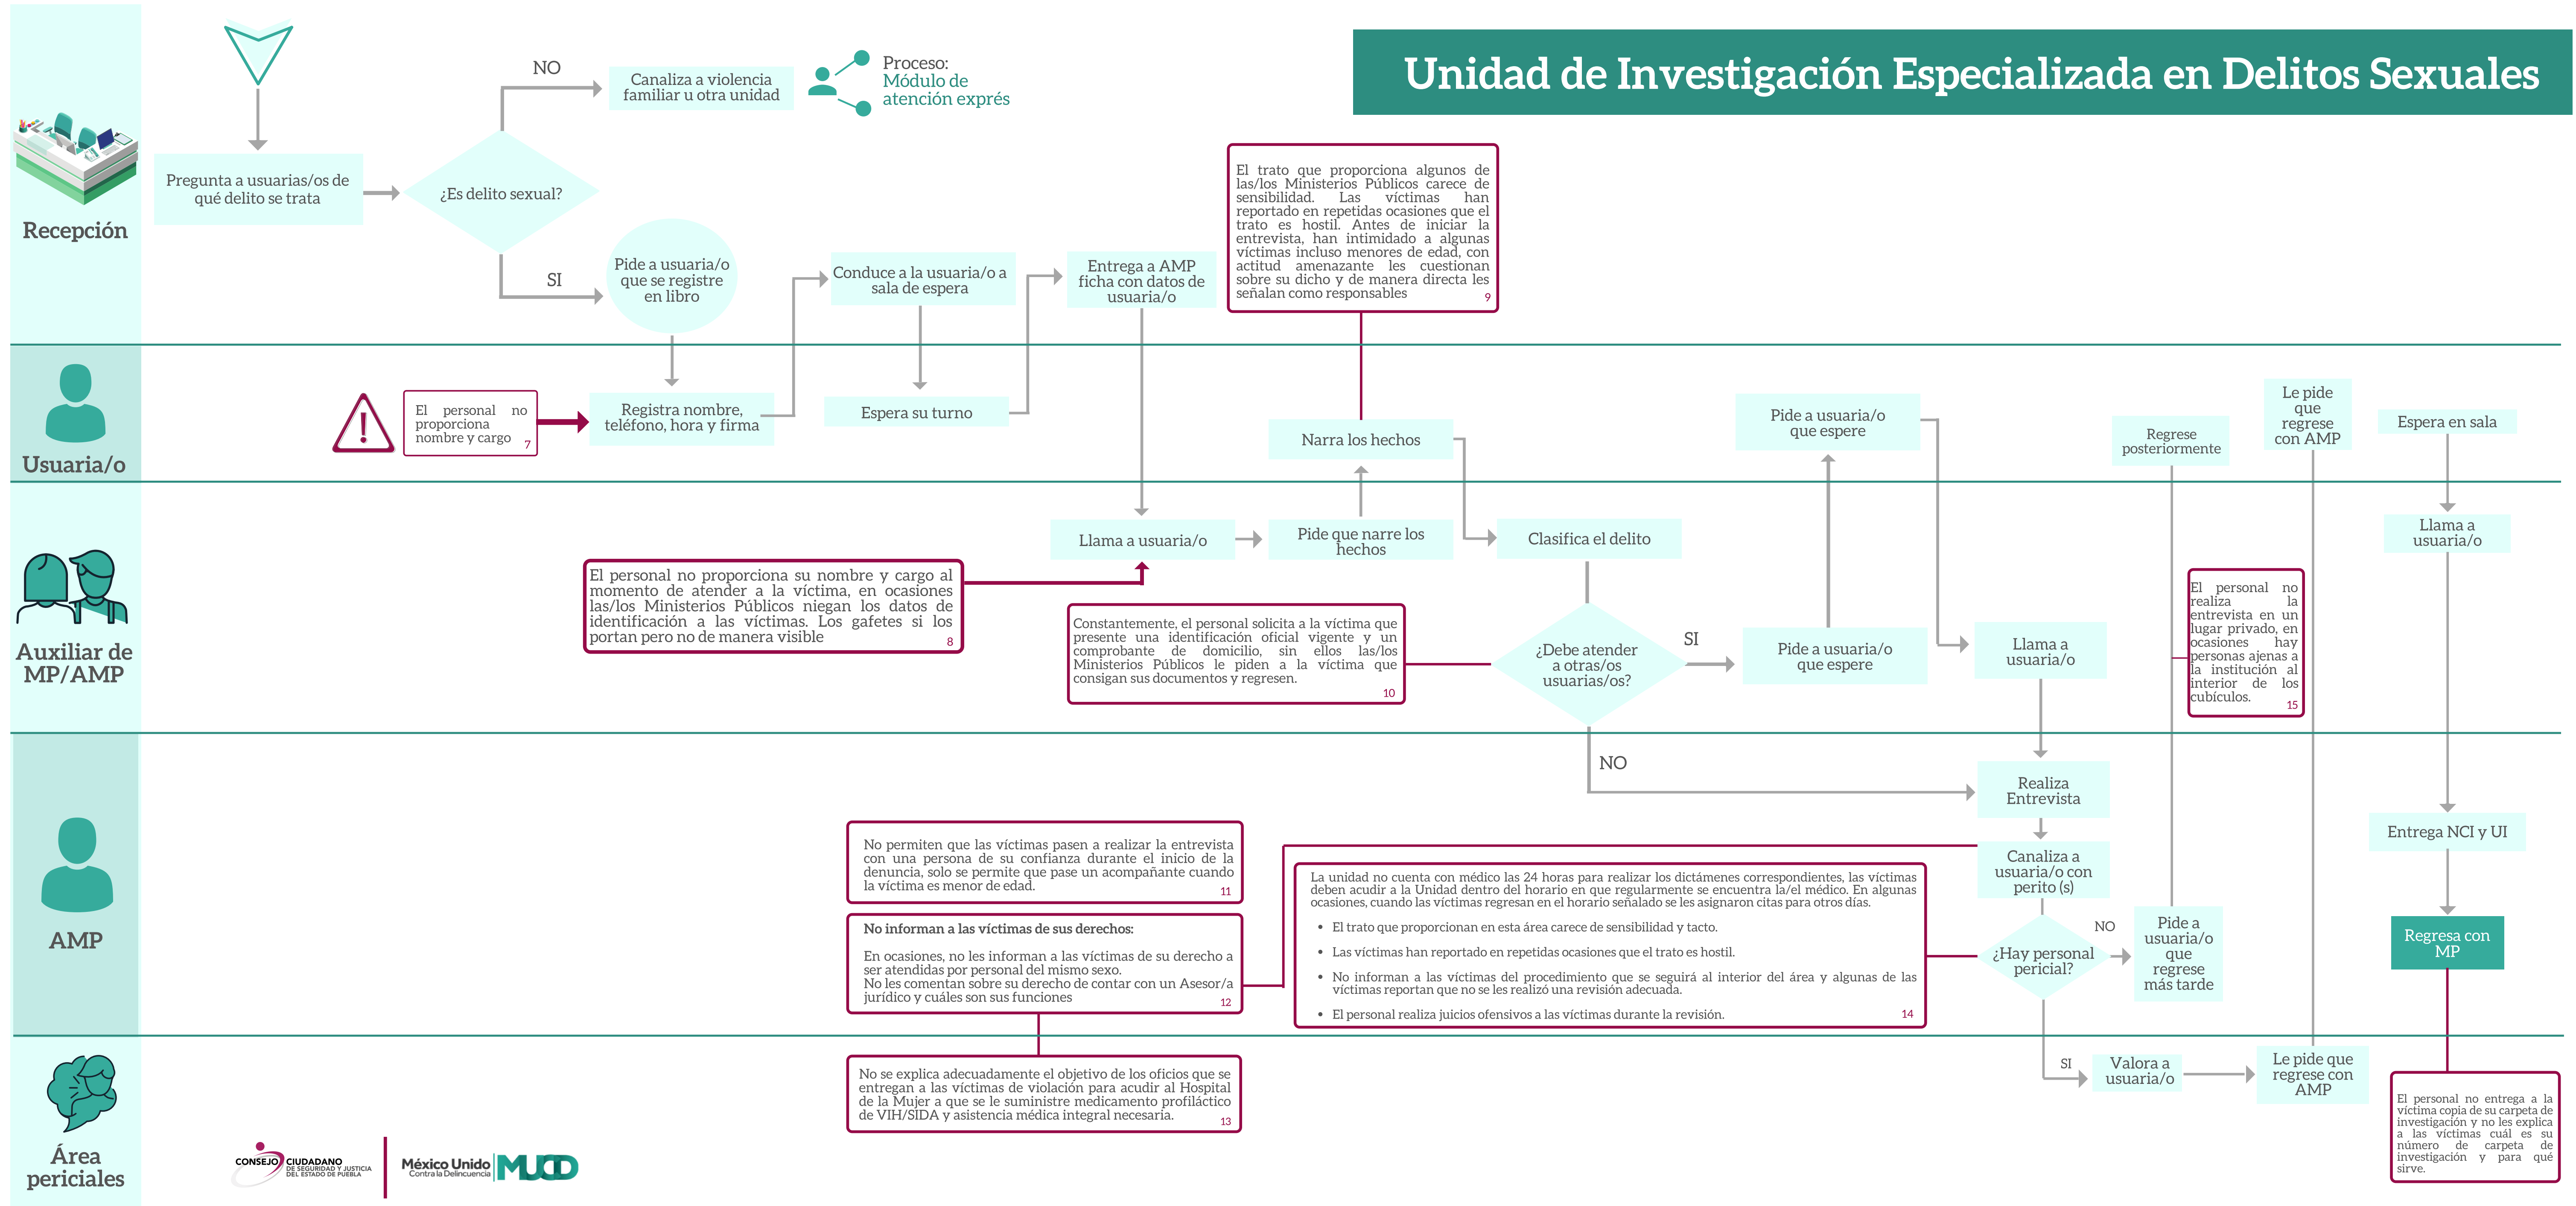 Unidad de Investigación Especializada en Delitos Sexuales
NO
Canaliza a violencia
familiar u otra unidad
Proceso:
Módulo de
atención exprés
Recepción
Pregunta a usuarias/os de
qué delito se trata
¿Es delito sexual?
SI
Pide a usuaria/o
que se registre
en libro
Conduce a la usuaria/o a
sala de espera
Entrega a AMP
ficha con datos de
usuaria/o
El trato que proporciona algunos de
las/los Ministerios Públicos carece de
sensibilidad. Las víctimas han
reportado en repetidas ocasiones que el
trato es hostil. Antes de iniciar la
entrevista, han intimidado a algunas
víctimas incluso menores de edad, con
actitud amenazante les cuestionan
sobre su dicho y de manera directa les
señalan como responsables
9
Usuaria/o
El personal no
proporciona
nombre y cargo
7
Registra nombre,
teléfono, hora y firma
Espera su turno
Narra los hechos
Pide a usuaria/o
que espere
Regrese
posteriormente
Le pide
que
regrese
con AMP
Espera en sala
Auxiliar de
MP/AMP
El personal no proporciona su nombre y cargo al
momento de atender a la víctima, en ocasiones
las/los Ministerios Públicos niegan los datos de
identificación a las víctimas. Los gafetes si los
portan pero no de manera visible
8
Llama a usuaria/o
Pide que narre los
hechos
Clasifica el delito
Constantemente, el personal solicita a la víctima que
presente una identificación oficial vigente y un
comprobante de domicilio, sin ellos las/los
Ministerios Públicos le piden a la víctima que
consigan sus documentos y regresen.
10
¿Debe atender
a otras/os
usuarias/os?
SI
Pide a usuaria/o
que espere
Llama a
usuaria/o
El personal no
realiza la
entrevista en un
lugar privado, en
ocasiones hay
personas ajenas a
la institución al
interior de los
cubículos.
15
Llama a
usuaria/o
AMP
NO
Realiza
Entrevista
No permiten que las víctimas pasen a realizar la entrevista
con una persona de su confianza durante el inicio de la
denuncia, solo se permite que pase un acompañante cuando
la víctima es menor de edad.
11
No informan a las víctimas de sus derechos:
En ocasiones, no les informan a las víctimas de su derecho a
ser atendidas por personal del mismo sexo.
No les comentan sobre su derecho de contar con un Asesor/a
jurídico y cuáles son sus funciones
12
La unidad no cuenta con médico las 24 horas para realizar los dictámenes correspondientes, las víctimas
deben acudir a la Unidad dentro del horario en que regularmente se encuentra la/el médico. En algunas
ocasiones, cuando las víctimas regresan en el horario señalado se les asignaron citas para otros días.
• El trato que proporcionan en esta área carece de sensibilidad y tacto.
• Las víctimas han reportado en repetidas ocasiones que el trato es hostil.
• No informan a las víctimas del procedimiento que se seguirá al interior del área y algunas de las
víctimas reportan que no se les realizó una revisión adecuada.
• El personal realiza juicios ofensivos a las víctimas durante la revisión.
14
Canaliza a
usuaria/o con
perito (s)
¿Hay personal
pericial?
NO
Pide a
usuaria/o
que
regrese
más tarde
Entrega NCI y UI
Regresa con
MP
Área
periciales
No se explica adecuadamente el objetivo de los oficios que se
entregan a las víctimas de violación para acudir al Hospital
de la Mujer a que se le suministre medicamento profiláctico
de VIH/SIDA y asistencia médica integral necesaria.
13
SI
Valora a
usuaria/o
Le pide que
regrese con
AMP
El personal no entrega a la
víctima copia de su carpeta de
investigación y no les explica
a las víctimas cuál es su
número de carpeta de
investigación y para qué
sirve.
CONSEJO CIUDADANO
DE SEGURIDAD Y JUSTICIA
DEL ESTADO DE PUEBLA
México Unido
Contra la Delincuencia
MUCD